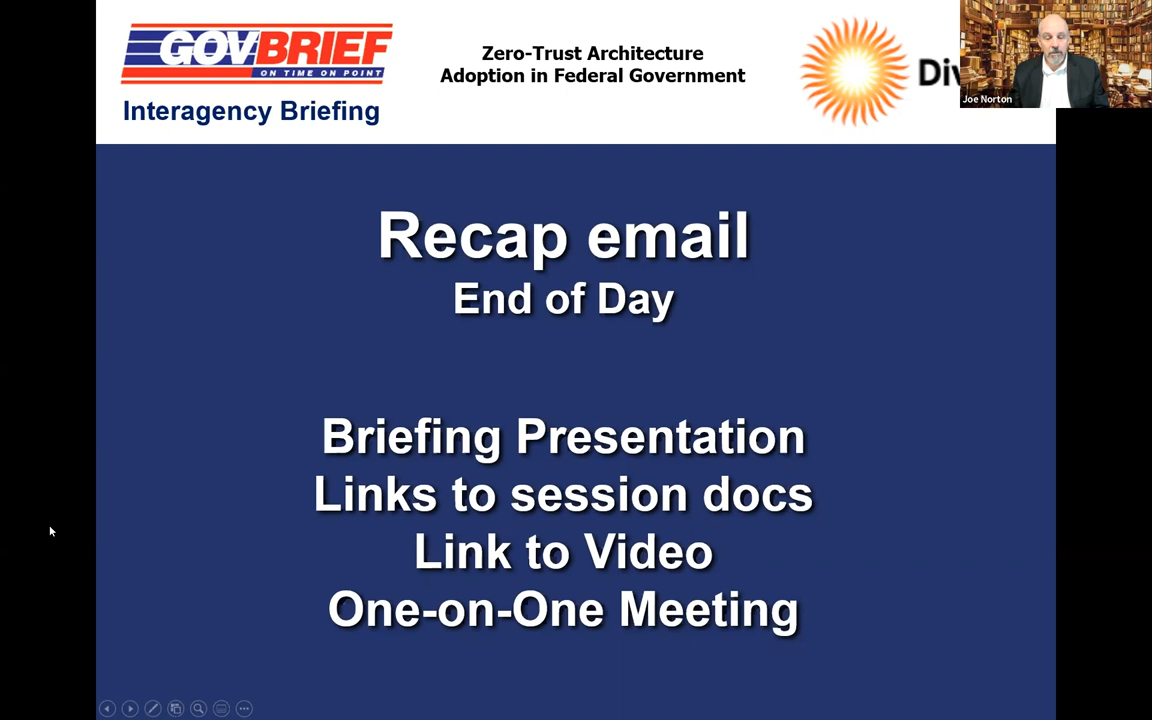 GOVBRIEF
ON TIME ON POINT
Interagency Briefing
Zero-Trust Architecture
Adoption in Federal Government
Div
Joe Norton
Recap email
End of Day
Briefing Presentation
Links to session docs
Link to Video
One-on-One Meeting